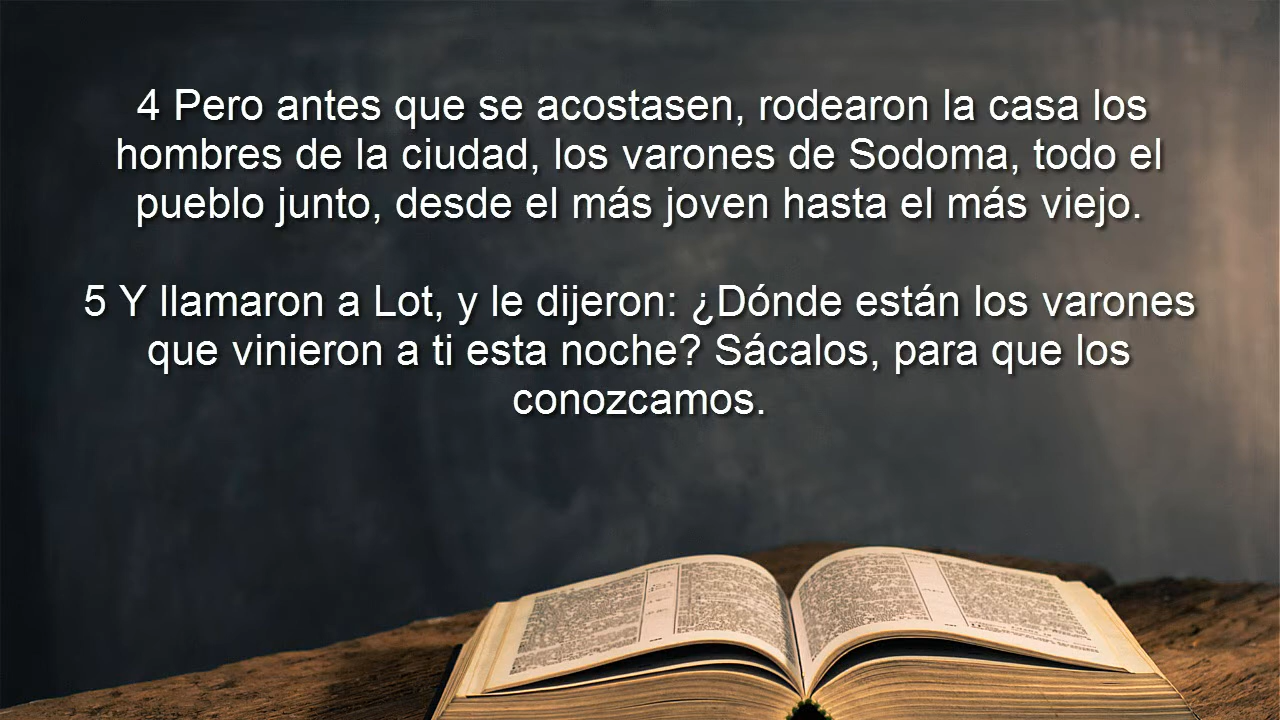 4 Pero antes que se acostasen, rodearon la casa los
hombres de la ciudad, los varones de Sodoma, todo el
pueblo junto, desde el más joven hasta el más viejo.
5 Y llamaron a Lot, y le dijeron: ¿Dónde están los varones
que vinieron a ti esta noche? Sácalos, para que los
conozcamos.